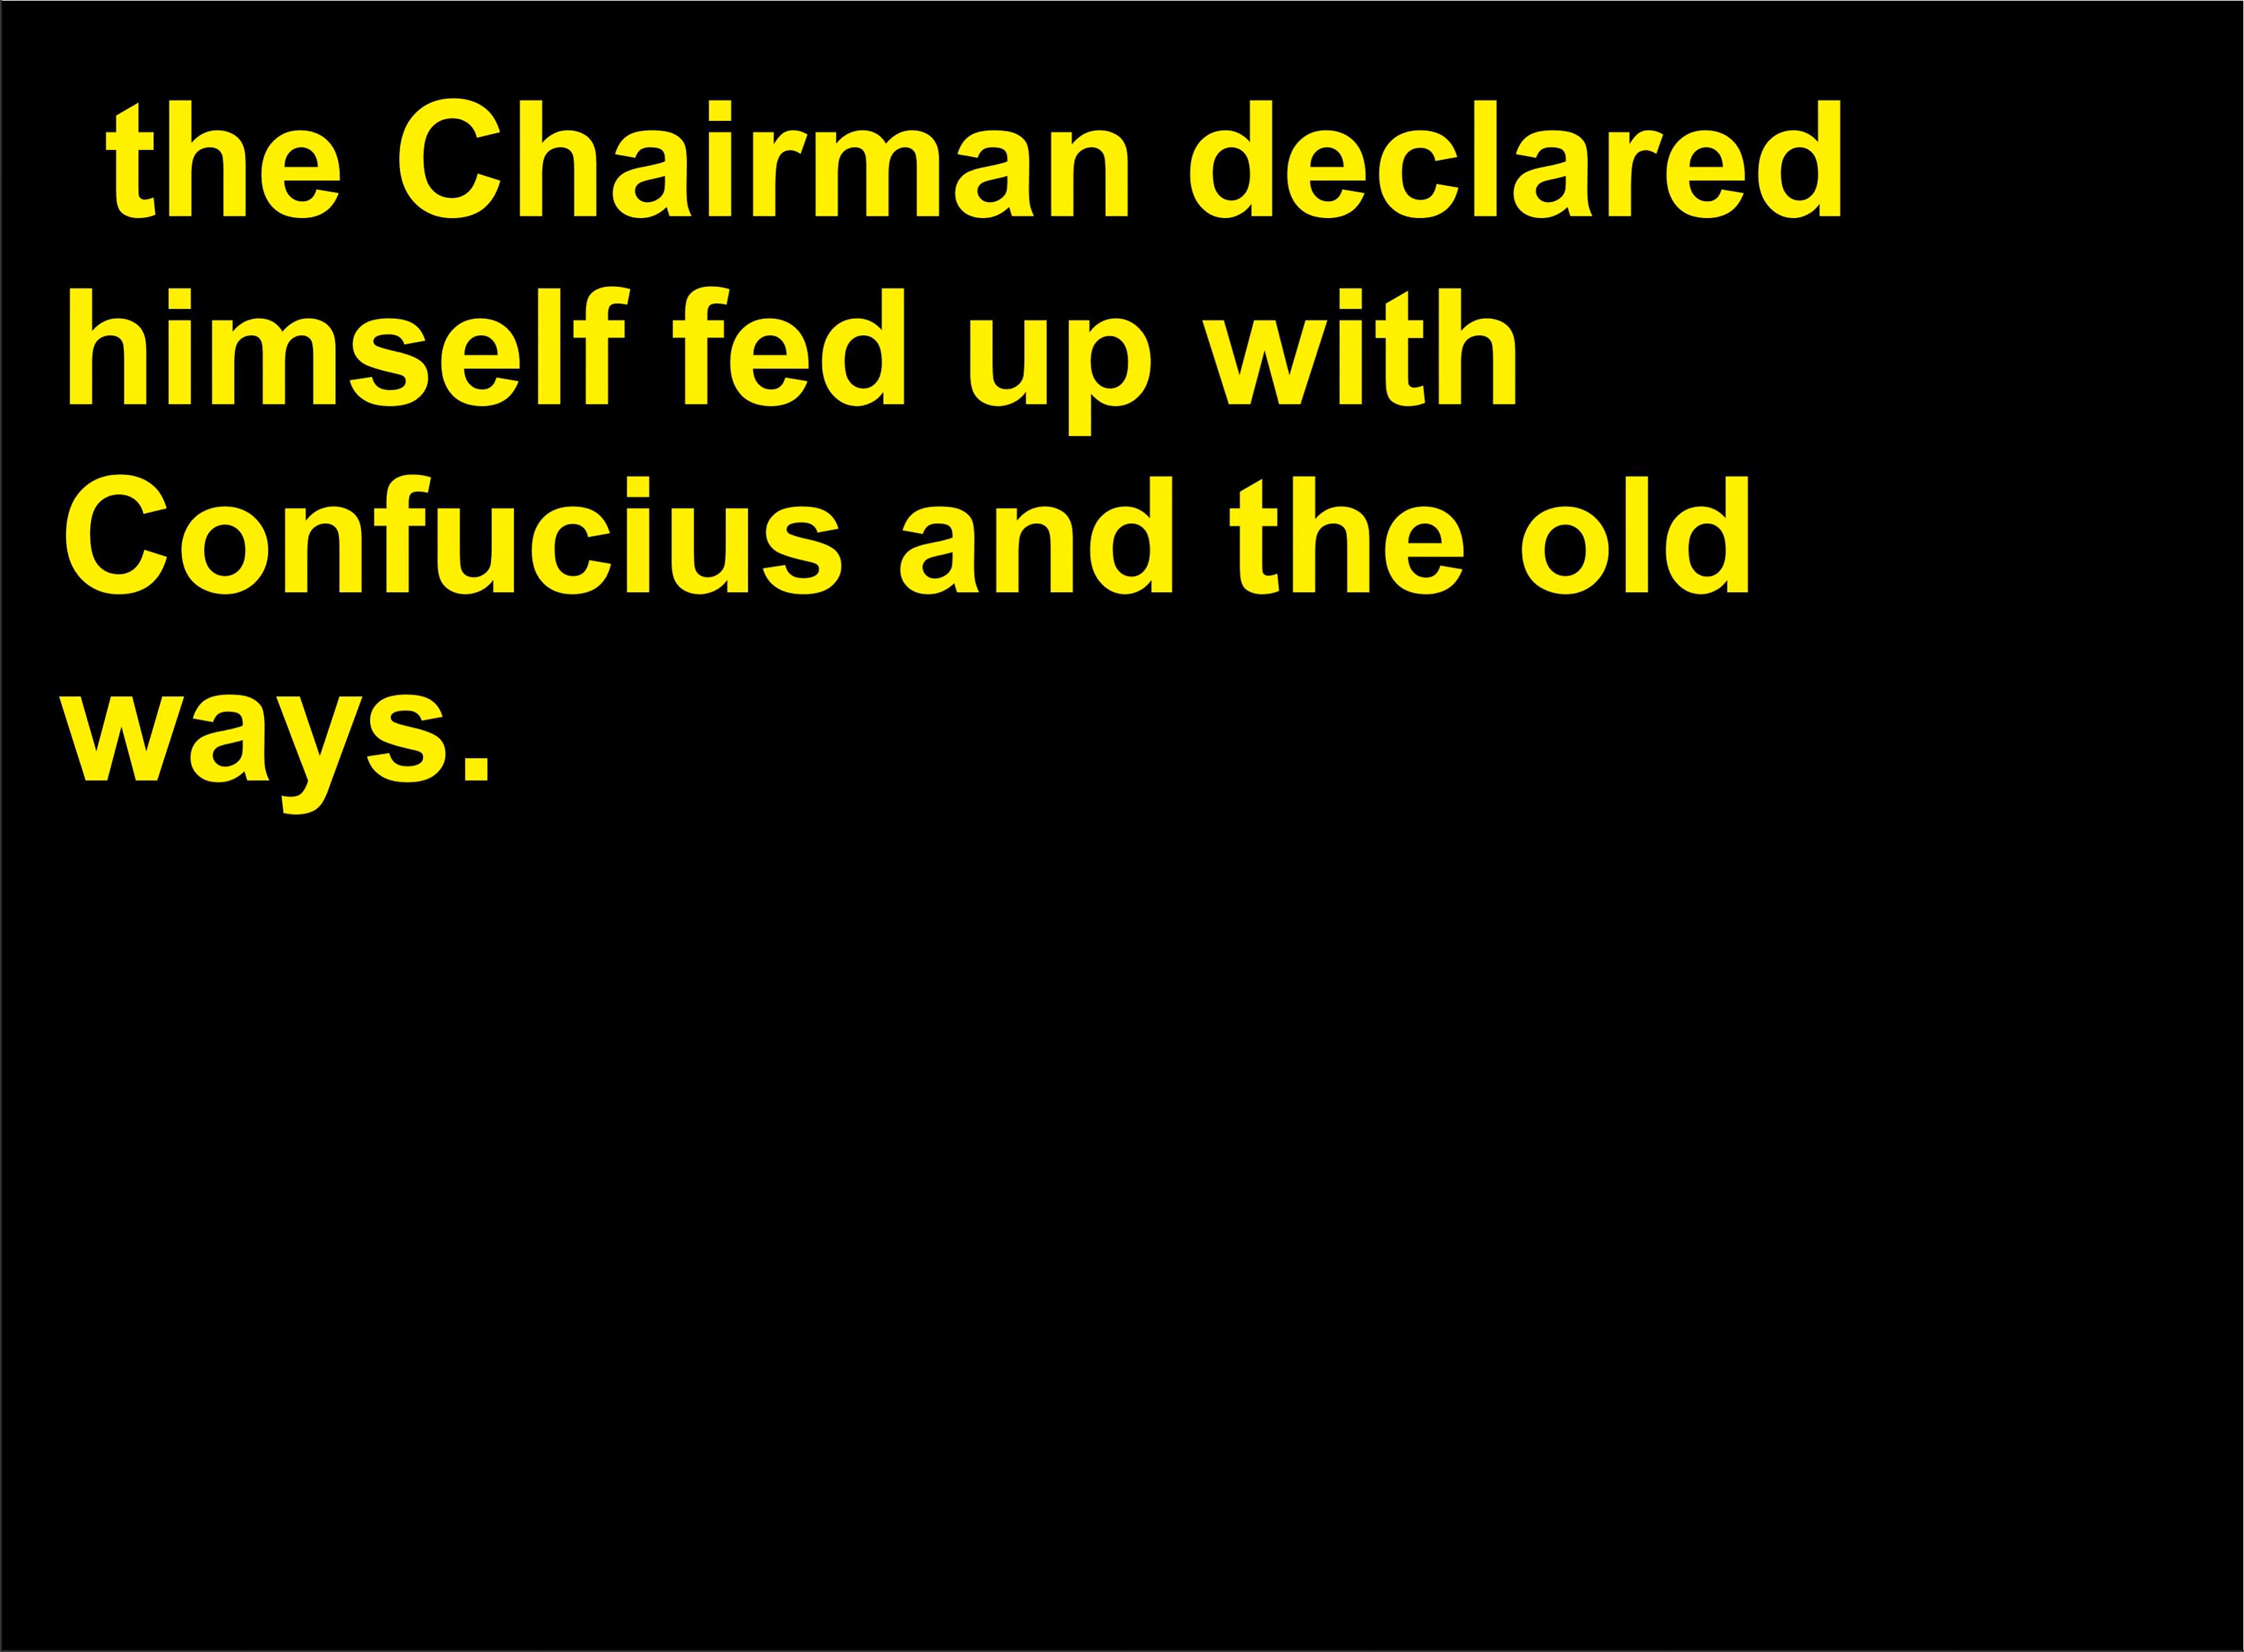 the Chairman declared
himself fed up with
Confucius and the old
ways.